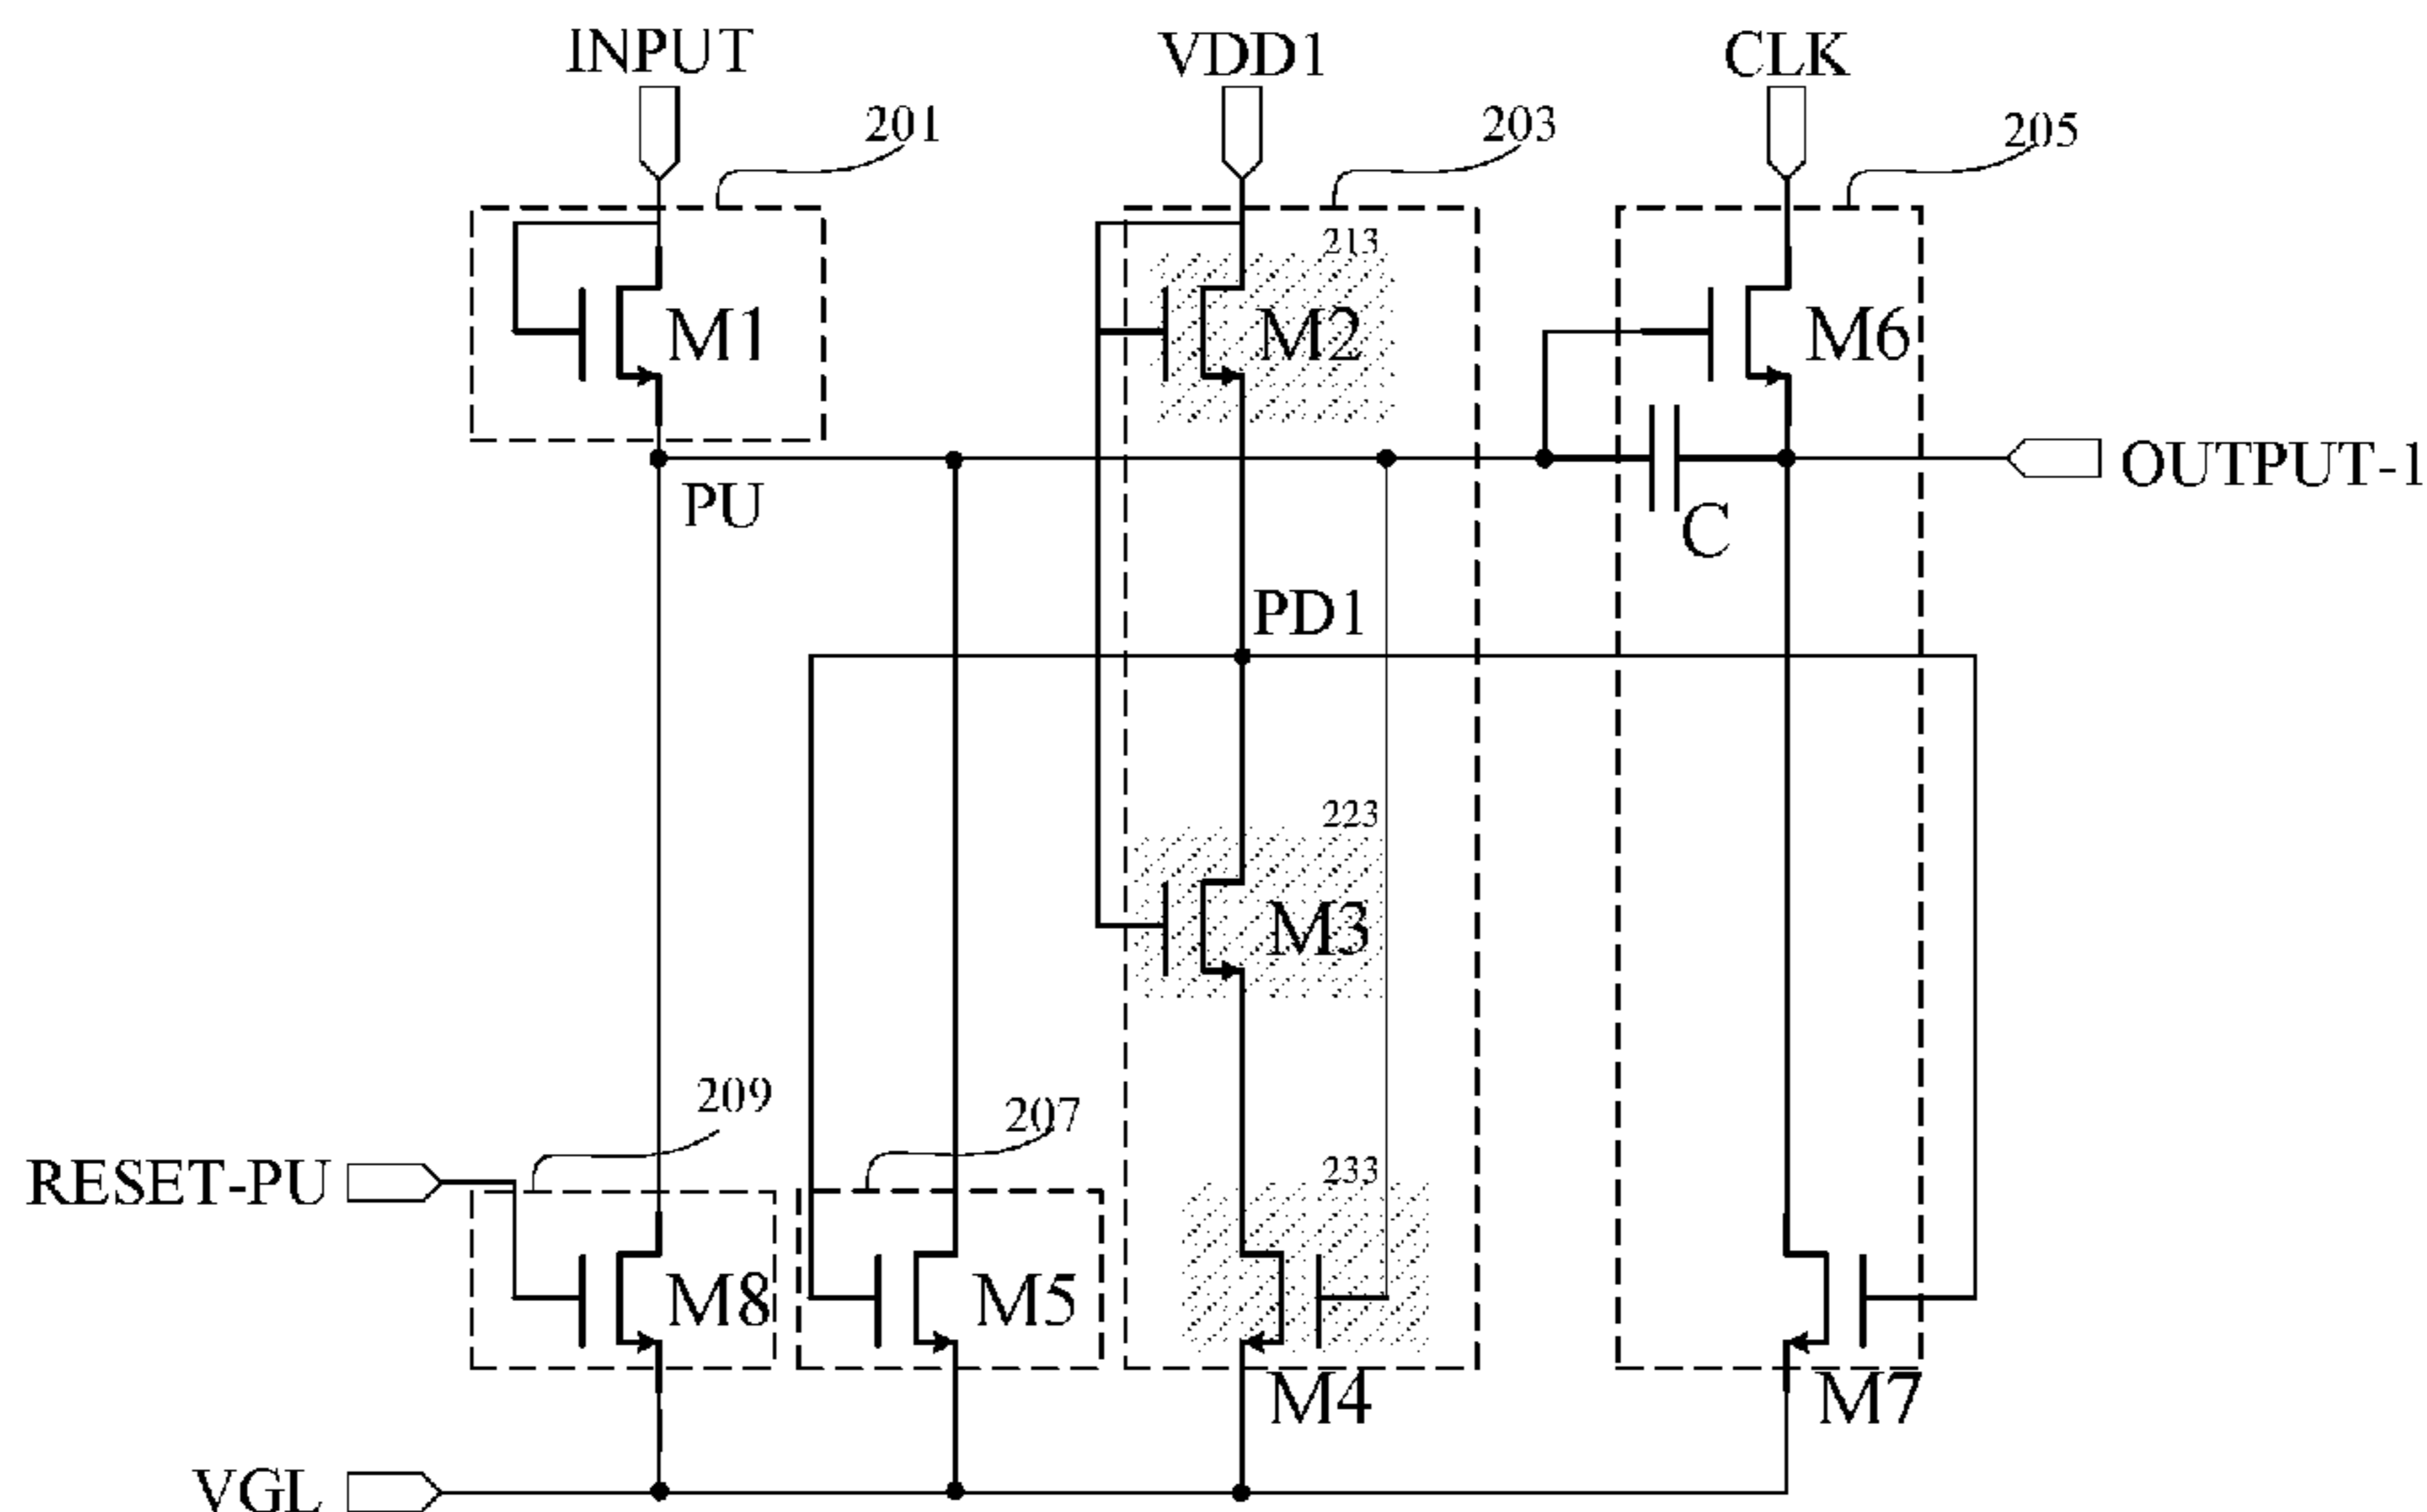 INPUT
VDD1
CLK
201
203
205
213
M1
M2
M6
PU
OUTPUT-1
C
PD1
223
M3
209
207
RESET-PU
233
M8
M5
M4
M7
VGL